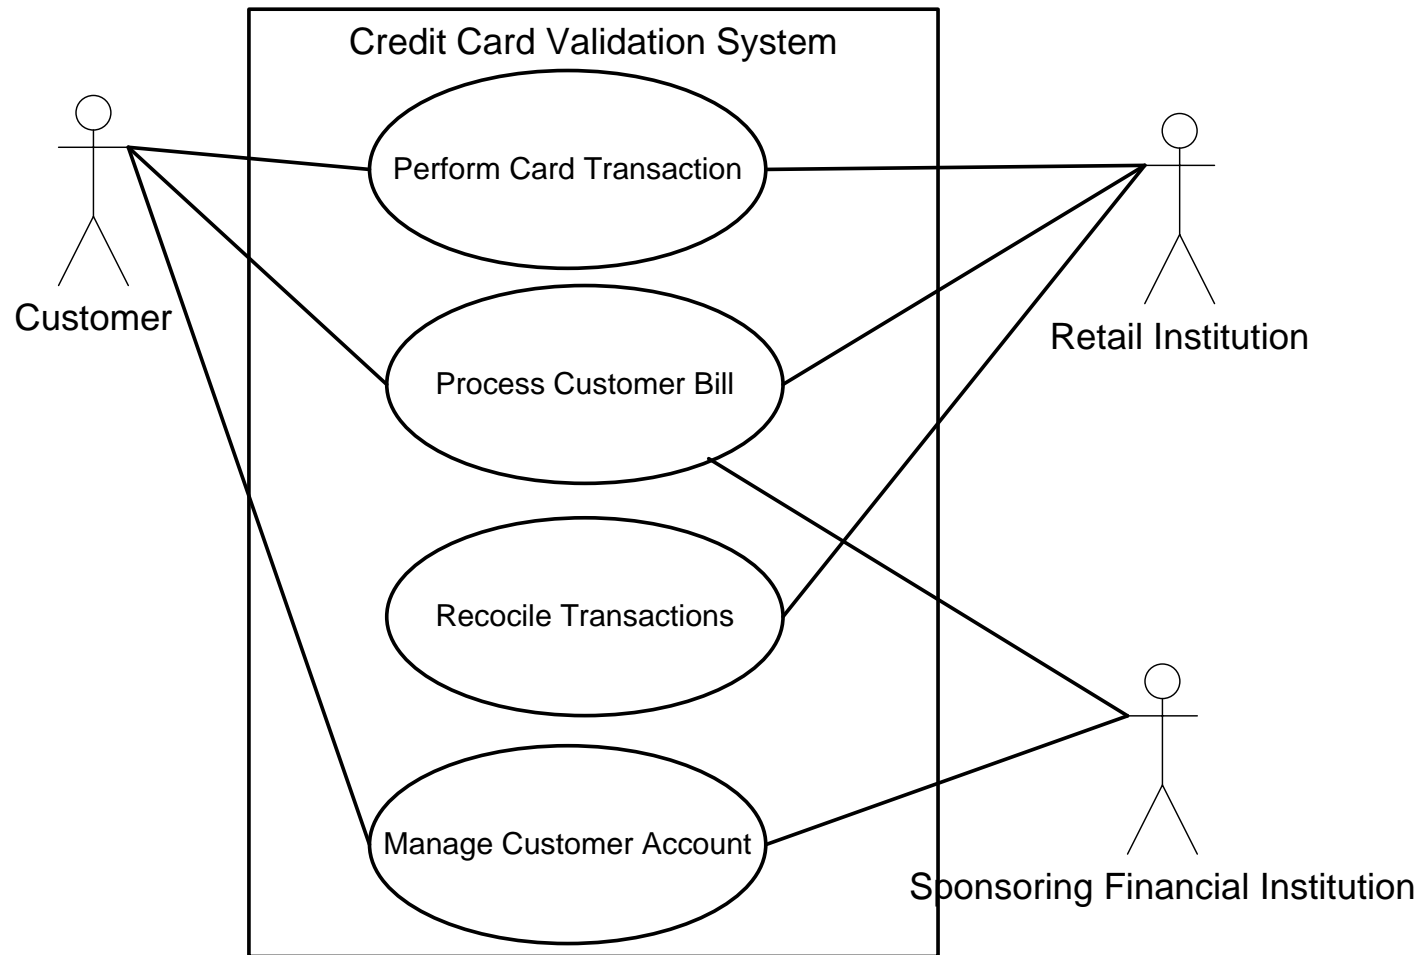 Credit Card Validation System
Perform Card Transaction
Customer
Retail Institution
Process Customer Bill
Recocile Transactions
Manage Customer Account
Sponsoring Financial Institution